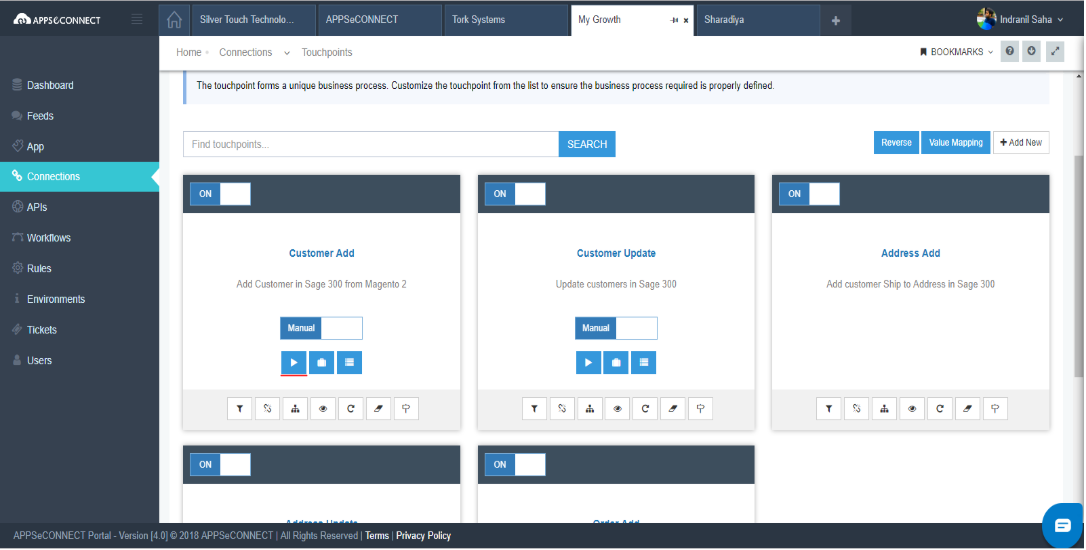 APPSeCONNECT
Silver Touch Technolo...
APPSeCONNECT
Tork Systems
My Growth
Sharadiya
Indranil Saha
Home
Connections
Touchpoints
BOOKMARKS
Dashboard
Feeds
App
Connections
APIs
Workflows
Rules
Environments
Tickets
Users
The touchpoint forms a unique business process. Customize the touchpoint from the list to ensure the business process required is properly defined.
Find touchpoints...
SEARCH
Reverse
Value Mapping
Add New
ON
Customer Add
Add Customer in Sage 300 from Magento 2
Manual
ON
Customer Update
Update customers in Sage 300
Manual
ON
Address Add
Add customer Ship to Address in Sage 300
ON
Address Update
ON
Order Add
APPSeCONNECT Portal - Version [4.0] © 2018 APPSeCONNECT | All Rights Reserved | Terms | Privacy Policy